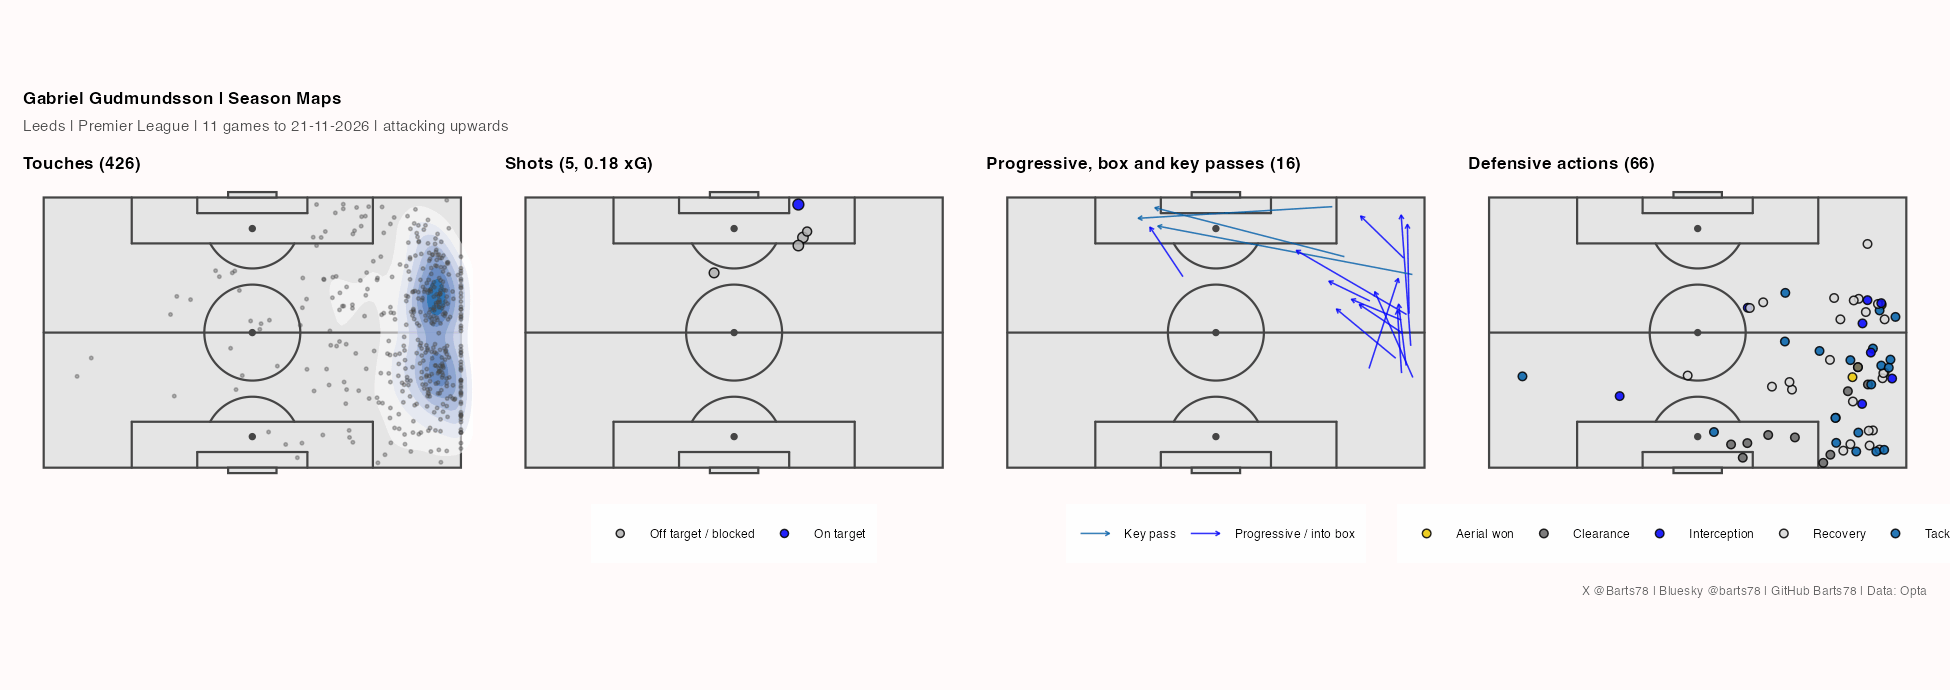 Gabriel Gudmundsson | Season Maps
Leeds | Premier League | 11 games to 21-11-2026 | attacking upwards
Touches (426)
Shots (5, 0.18 xG)
Progressive, box and key passes (16)
Defensive actions (66)
Off target / blocked
On target
Key pass
Progressive / into box
Aerial won
Clearance
Interception
Recovery
Tack
X @Barts78 | Bluesky @barts78 | GitHub Barts78 | Data: Opta